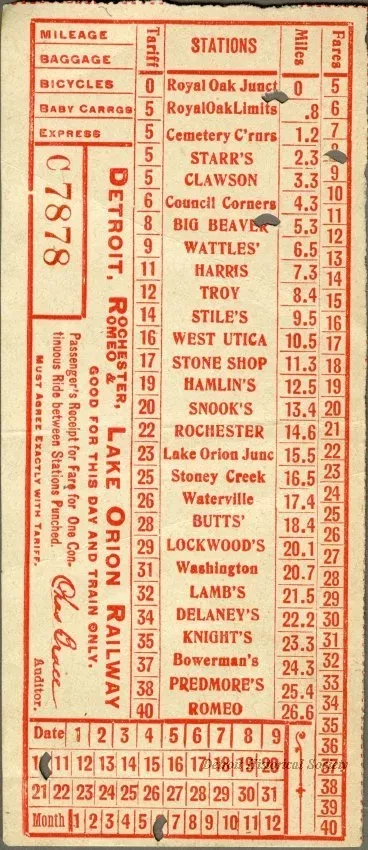 MILEAGE
BAGGAGE
BICYCLES
BABY CARRGS
EXPRESS
C 7878
DETROIT, ROCHESTER, ROMEO & LAKE ORION RAILWAY
GOOD FOR THIS DAY AND TRAIN ONLY.
Passenger's Receipt for Fare for One Con-
tinuous Ride between Stations Punched.
MUST AGREE EXACTLY WITH TARIFF.
Auditor.
Tariff STATIONS Miles
0 Royal Oak Junct 0
5 RoyalOakLimits .8
5 Cemetery C'rnrs 1.2
5 STARR'S 2.3
5 CLAWSON 3.3
6 Council Corners 4.3
8 BIG BEAVER 5.3
9 WATTLES' 6.5
11 HARRIS 7.3
12 TROY 8.4
14 STILE'S 9.5
16 WEST UTICA 10.5
17 STONE SHOP 11.3
19 HAMLIN'S 12.5
20 SNOOK'S 13.4
22 ROCHESTER 14.6
23 Lake Orion Junc 15.5
25 Stoney Creek 16.5
26 Waterville 17.4
28 BUTTS' 18.4
29 LOCKWOOD'S 20.1
31 Washington 20.7
32 LAMB'S 21.5
34 DELANEY'S 22.2
35 KNIGHT'S 23.3
37 Bowerman's 24.3
38 PREDMORE'S 25.4
40 ROMEO 26.6
Fares
5
6
7
9
10
11
12
13
14
15
16
17
18
19
20
21
22
23
24
25
26
27
28
29
30
31
32
33
34
35
36
37
38
39
40
Date 1 2 3 4 5 6 7 8 9
11 12 13 14 15 16 17 18 19 20
21 22 23 24 25 26 27 28 29 30 31
Month 1 2 3 4 5 7 8 9 10 11 12
Detroit Historical Society